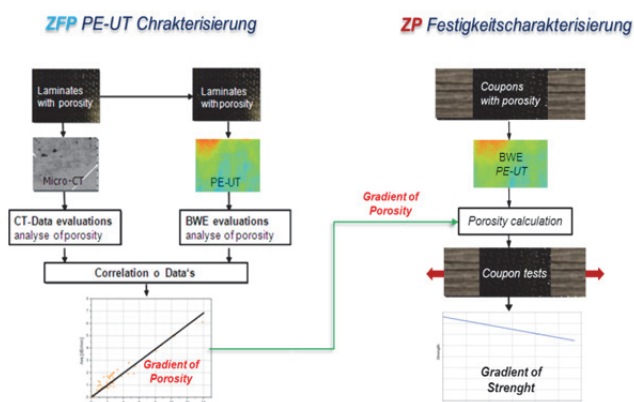 ZFP PE-UT Chrakterisierung
Laminates
with porosity
Laminates
withporosity
Micro-CT
PE-UT
CT-Data evaluations
analyse of porosity
BWE evaluations
analyse of porosity
Correlation o Data's
Gradient of
Porosity
Gradient of
Porosity
ZP Festigkeitscharakterisierung
Coupons
with porosity
BWE
PE-UT
Porosity calculation
Coupon tests
Strenght
Gradient of
Strenght